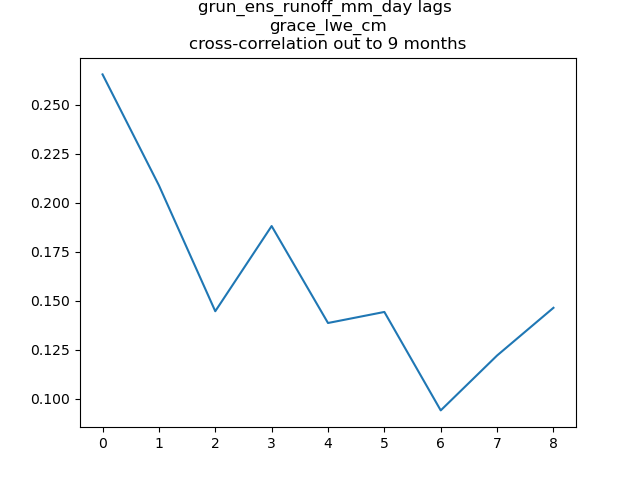 grun_ens_runoff_mm_day lags
grace_lwe_cm
cross-correlation out to 9 months
0.250
0.225
0.200
0.175
0.150
0.125
0.100
0 1 2 3 4 5 6 7 8